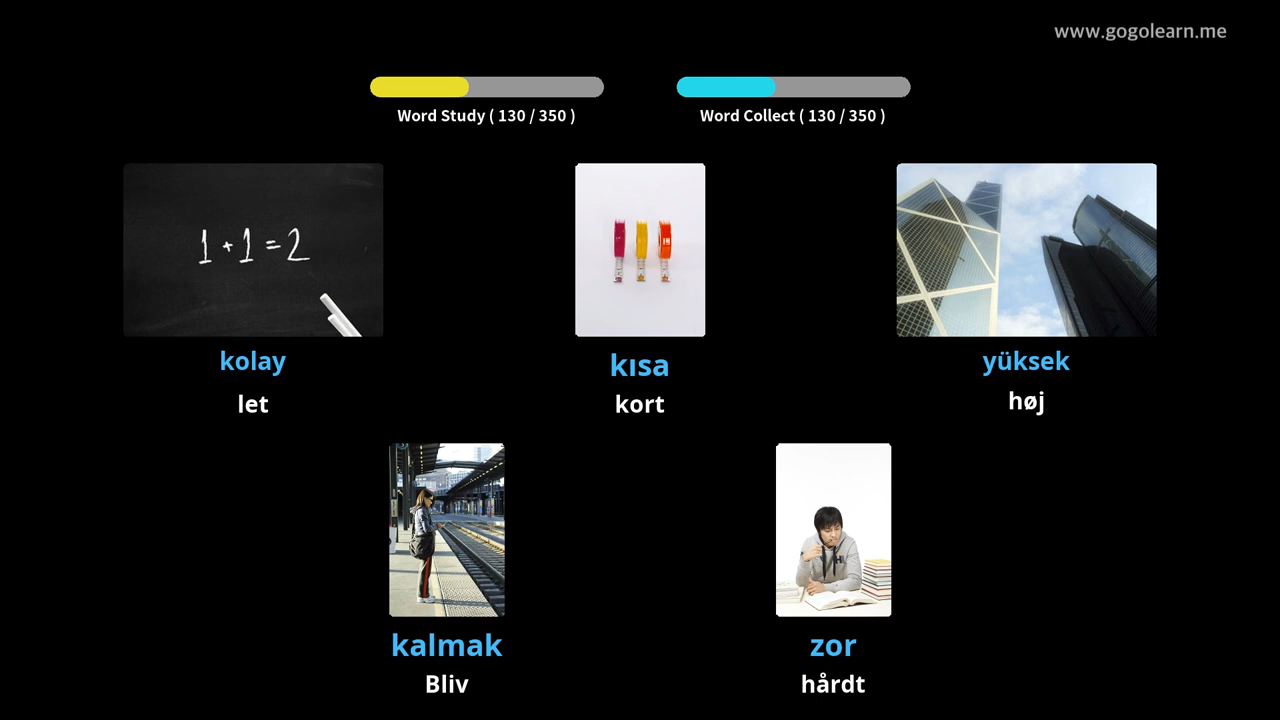 www.gogolearn.me
Word Study ( 130 / 350 )
Word Collect ( 130 / 350 )
1 + 1 = 2
kolay
let
kısa
kort
yüksek
høj
kalmak
Bliv
zor
hårdt